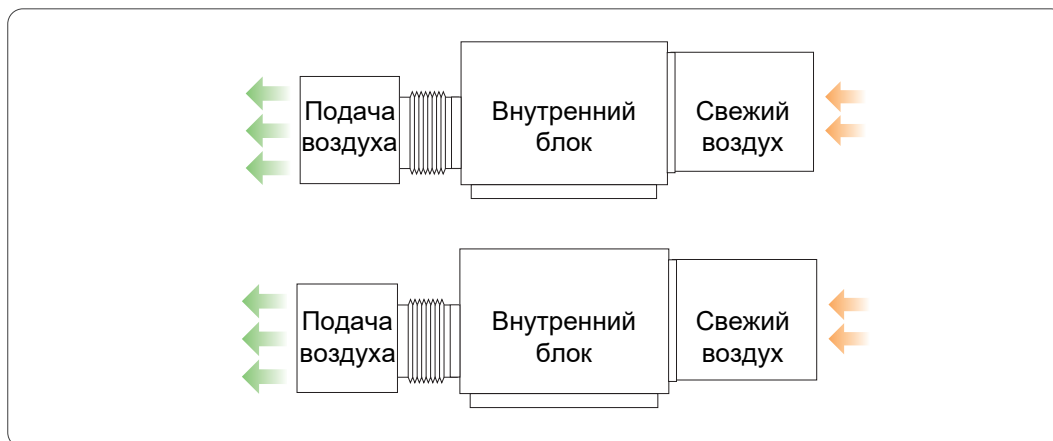 Подача
воздуха
Внутренний
блок
Свежий
воздух
Подача
воздуха
Внутренний
блок
Свежий
воздух